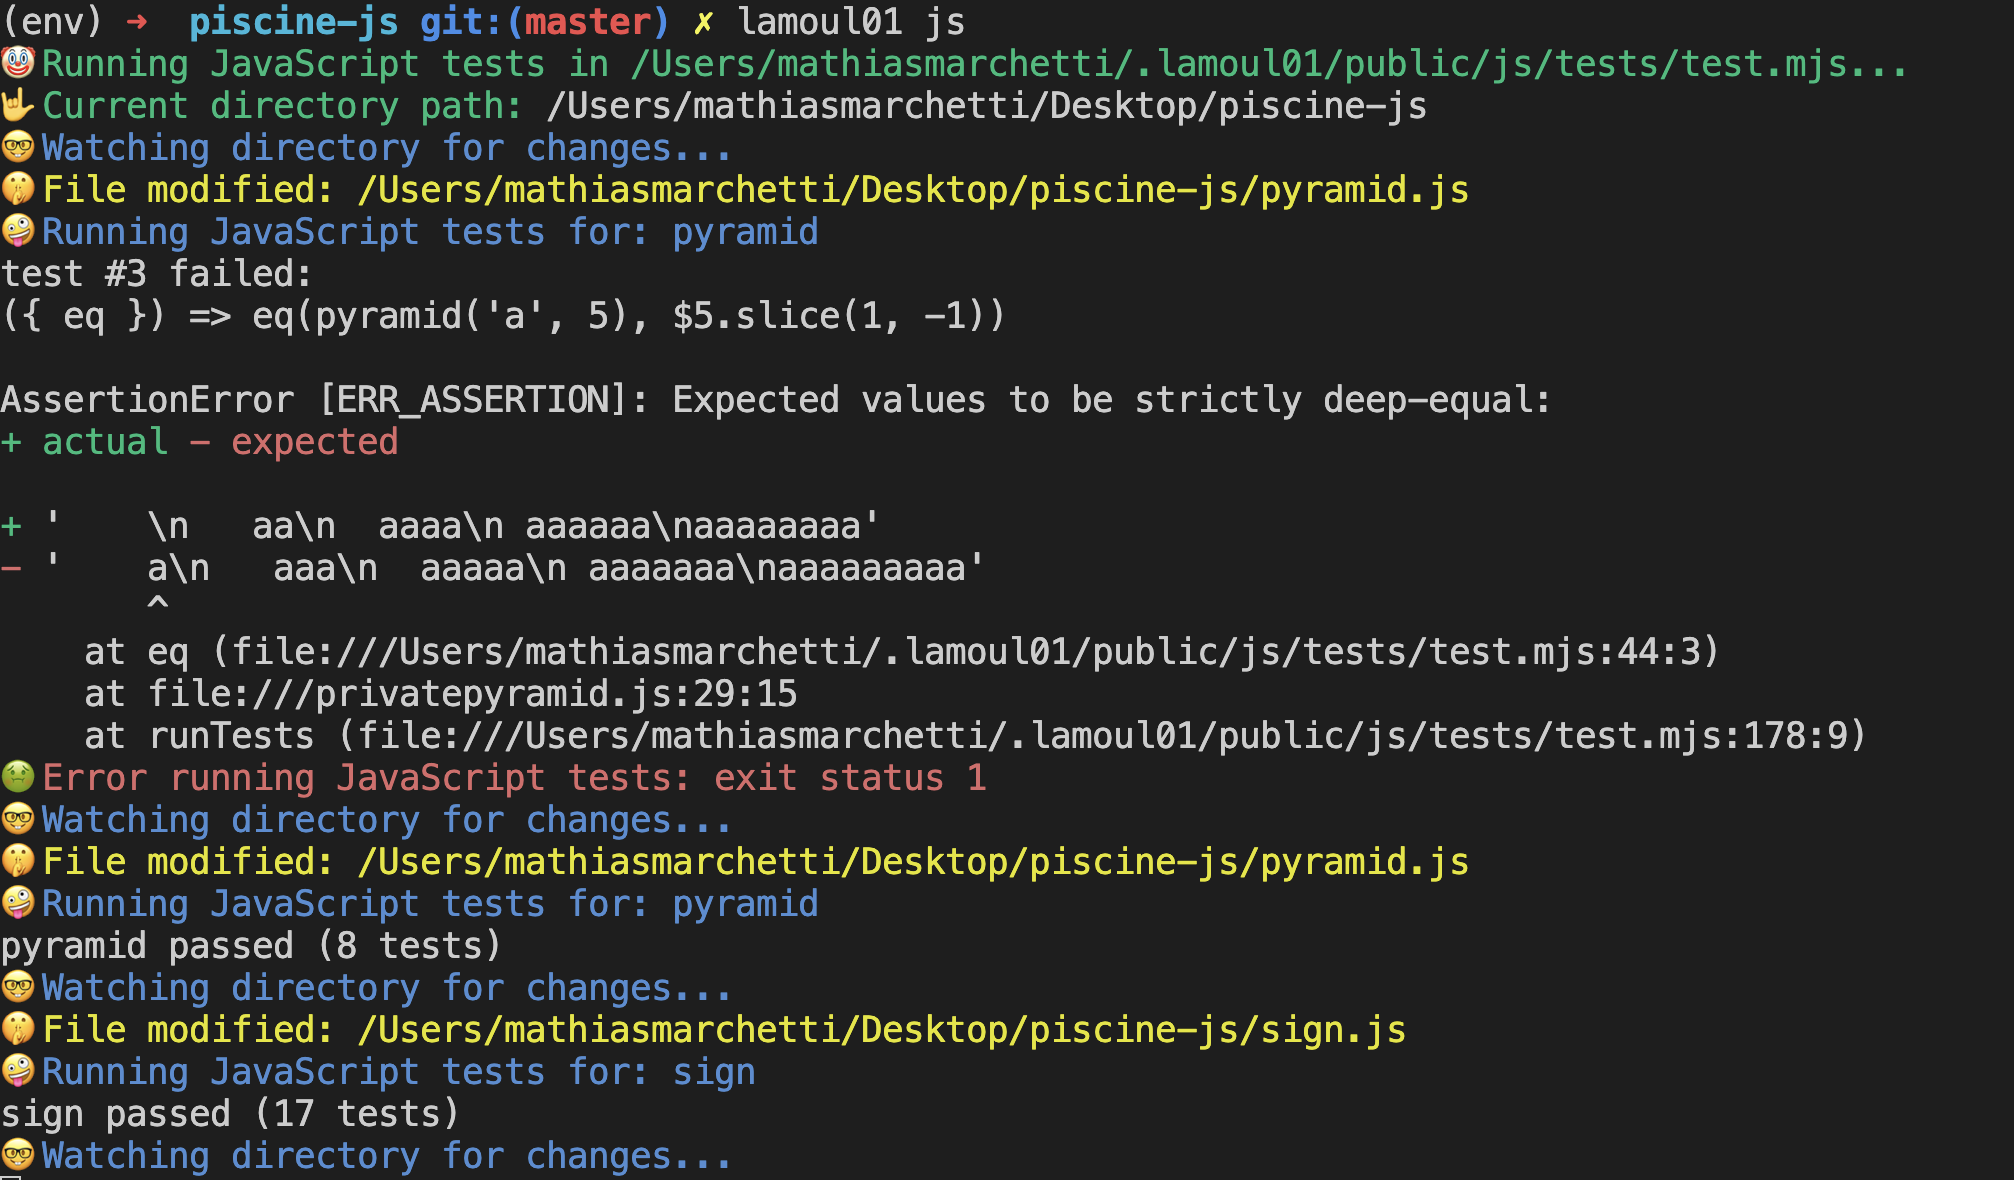 (env) ➜  piscine-js git:(master) ✗ lamoul01 js
🤡Running JavaScript tests in /Users/mathiasmarchetti/.lamoul01/public/js/tests/test.mjs...
🤟Current directory path: /Users/mathiasmarchetti/Desktop/piscine-js
🤓Watching directory for changes...
🤫File modified: /Users/mathiasmarchetti/Desktop/piscine-js/pyramid.js
🤪Running JavaScript tests for: pyramid
test #3 failed:
({ eq }) => eq(pyramid('a', 5), $5.slice(1, -1))

AssertionError [ERR_ASSERTION]: Expected values to be strictly deep-equal:
+ actual - expected

+ '    \n   aa\n  aaaa\n aaaaaa\naaaaaaaa'
- '    a\n   aaa\n  aaaaa\n aaaaaaa\naaaaaaaaa'
       ^
    at eq (file:///Users/mathiasmarchetti/.lamoul01/public/js/tests/test.mjs:44:3)
    at file:///privatepyramid.js:29:15
    at runTests (file:///Users/mathiasmarchetti/.lamoul01/public/js/tests/test.mjs:178:9)
🤢Error running JavaScript tests: exit status 1
🤓Watching directory for changes...
🤫File modified: /Users/mathiasmarchetti/Desktop/piscine-js/pyramid.js
🤪Running JavaScript tests for: pyramid
pyramid passed (8 tests)
🤓Watching directory for changes...
🤫File modified: /Users/mathiasmarchetti/Desktop/piscine-js/sign.js
🤪Running JavaScript tests for: sign
sign passed (17 tests)
🤓Watching directory for changes...